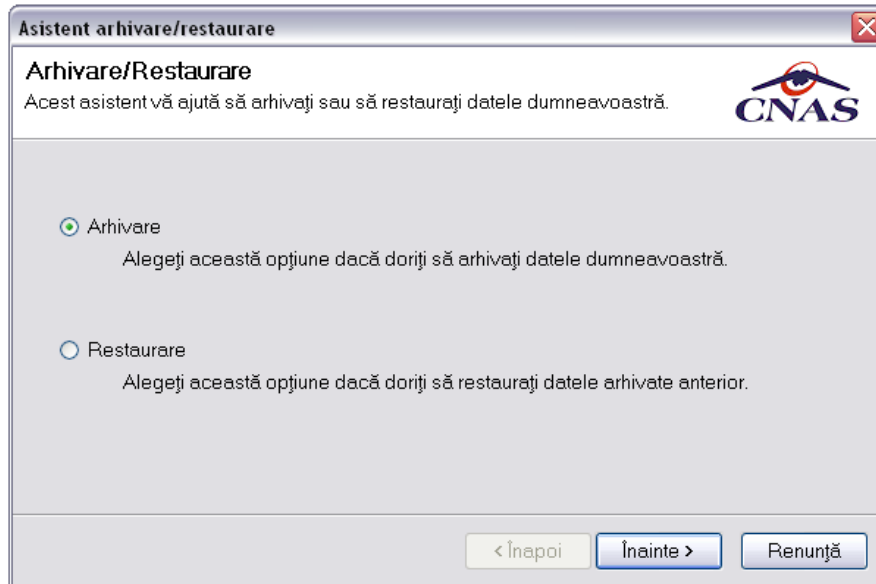 Asistent arhivare/restaurare
Arhivare/Restaurare
Acest asistent vă ajută să arhivaţi sau să restauraţi datele dumneavoastră.
CNAS
Arhivare
Alegeţi această opţiune dacă doriţi să arhivaţi datele dumneavoastră.
Restaurare
Alegeţi această opţiune dacă doriţi să restauraţi datele arhivate anterior.
< Înapoi
Înainte >
Renunţă